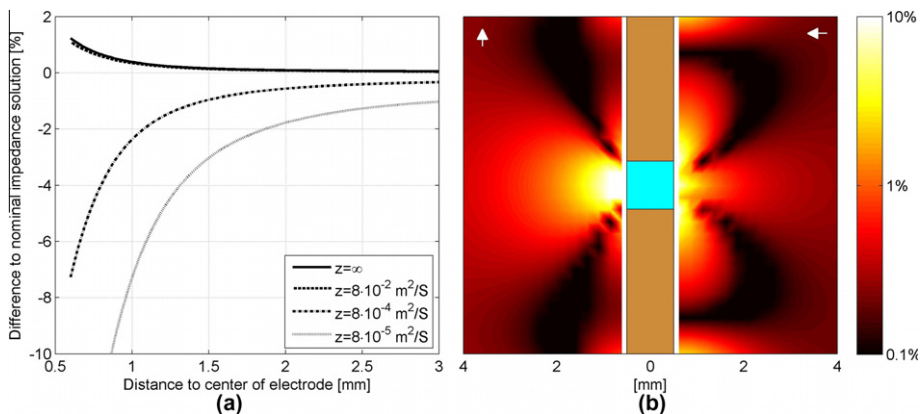 2
0
-2
-4
-6
-8
-10
0.5
1
1.5
2
2.5
3
Difference to nominal impedance solution [%]
Distance to center of electrode [mm]
z=∞
z=8·10⁻² m²/S
z=8·10⁻⁴ m²/S
z=8·10⁻⁵ m²/S
(a)
4
2
0
2
4
[mm]
(b)
10%
1%
0.1%